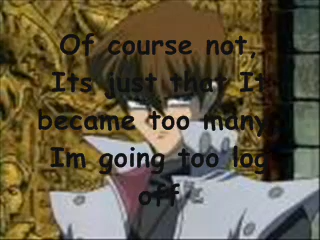 Of course not,
Its just that It
became too many,
Im going too log
off